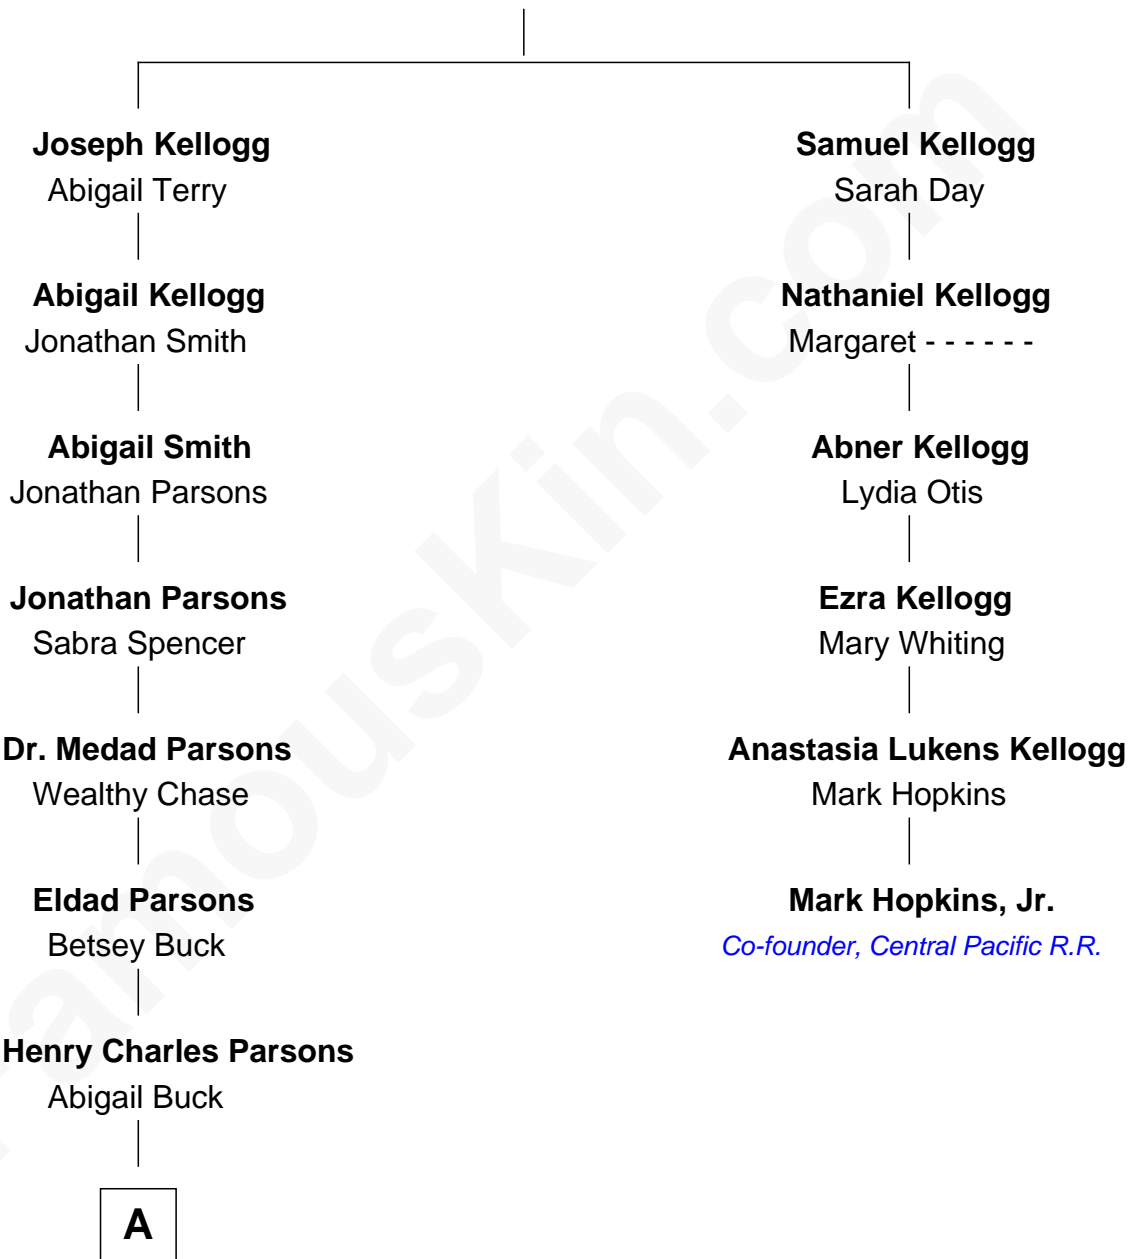 Joseph Kellogg
Abigail Terry
Abigail Kellogg
Jonathan Smith
Abigail Smith
Jonathan Parsons
Jonathan Parsons
Sabra Spencer
Dr. Medad Parsons
Wealthy Chase
Eldad Parsons
Betsey Buck
Henry Charles Parsons
Abigail Buck
A
Samuel Kellogg
Sarah Day
Nathaniel Kellogg
Margaret - - - - - -
Abner Kellogg
Lydia Otis
Ezra Kellogg
Mary Whiting
Anastasia Lukens Kellogg
Mark Hopkins
Mark Hopkins, Jr.
Co-founder, Central Pacific R.R.
FamousKin.com